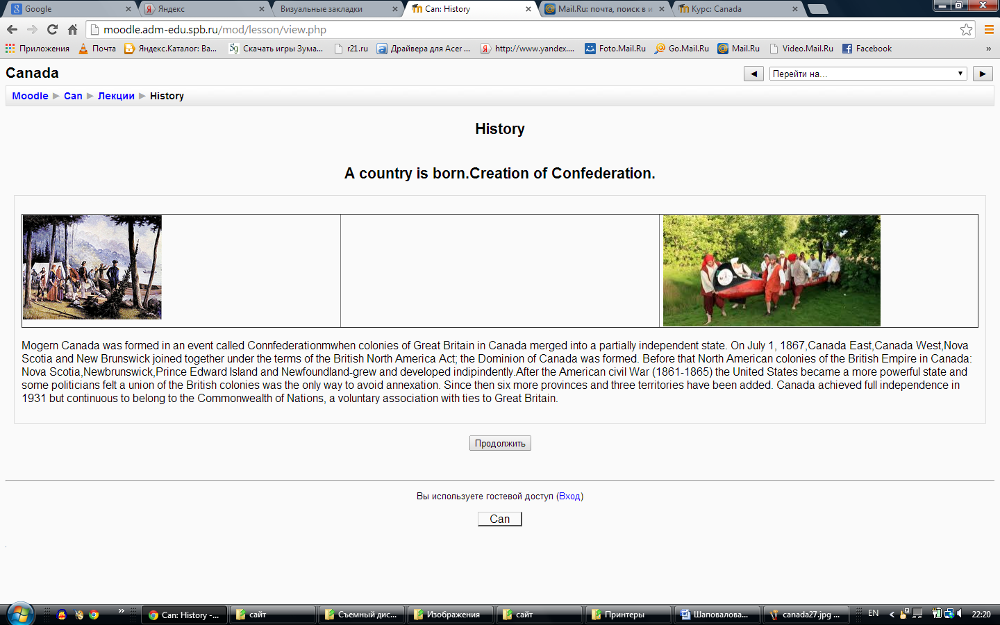 Google
Яндекс
Визуальные закладки
Can: History
Mail.Ru: почта, поиск в и
Курс: Canada
moodle.adm-edu.spb.ru/mod/lesson/view.php
Приложения
Почта
Яндекс.Каталог: Ва...
Скачать игры Зума...
r21.ru
Драйвера для Acer ...
http://www.yandex....
Foto.Mail.Ru
Go.Mail.Ru
Mail.Ru
Video.Mail.Ru
Facebook
»
Canada
Перейти на...
Moodle ► Can ► Лекции ► History
History
A country is born.Creation of Confederation.
Mogern Canada was formed in an event called Connfederationmwhen colonies of Great Britain in Canada merged into a partially independent state. On July 1, 1867,Canada East,Canada West,Nova
Scotia and New Brunswick joined together under the terms of the British North America Act; the Dominion of Canada was formed. Before that North American colonies of the British Empire in Canada:
Nova Scotia,Newbrunswick,Prince Edward Island and Newfoundland-grew and developed indipindently.After the American civil War (1861-1865) the United States became a more powerful state and
some politicians felt a union of the British colonies was the only way to avoid annexation. Since then six more provinces and three territories have been added. Canada achieved full independence in
1931 but continuous to belong to the Commonwealth of Nations, a voluntary association with ties to Great Britain.
Продолжить
Вы используете гостевой доступ (Вход)
Can
»
Can: History -...
сайт
Съемный дис...
Изображения
сайт
Принтеры
Шаповалова...
canada27.jpg ...
EN
22:20